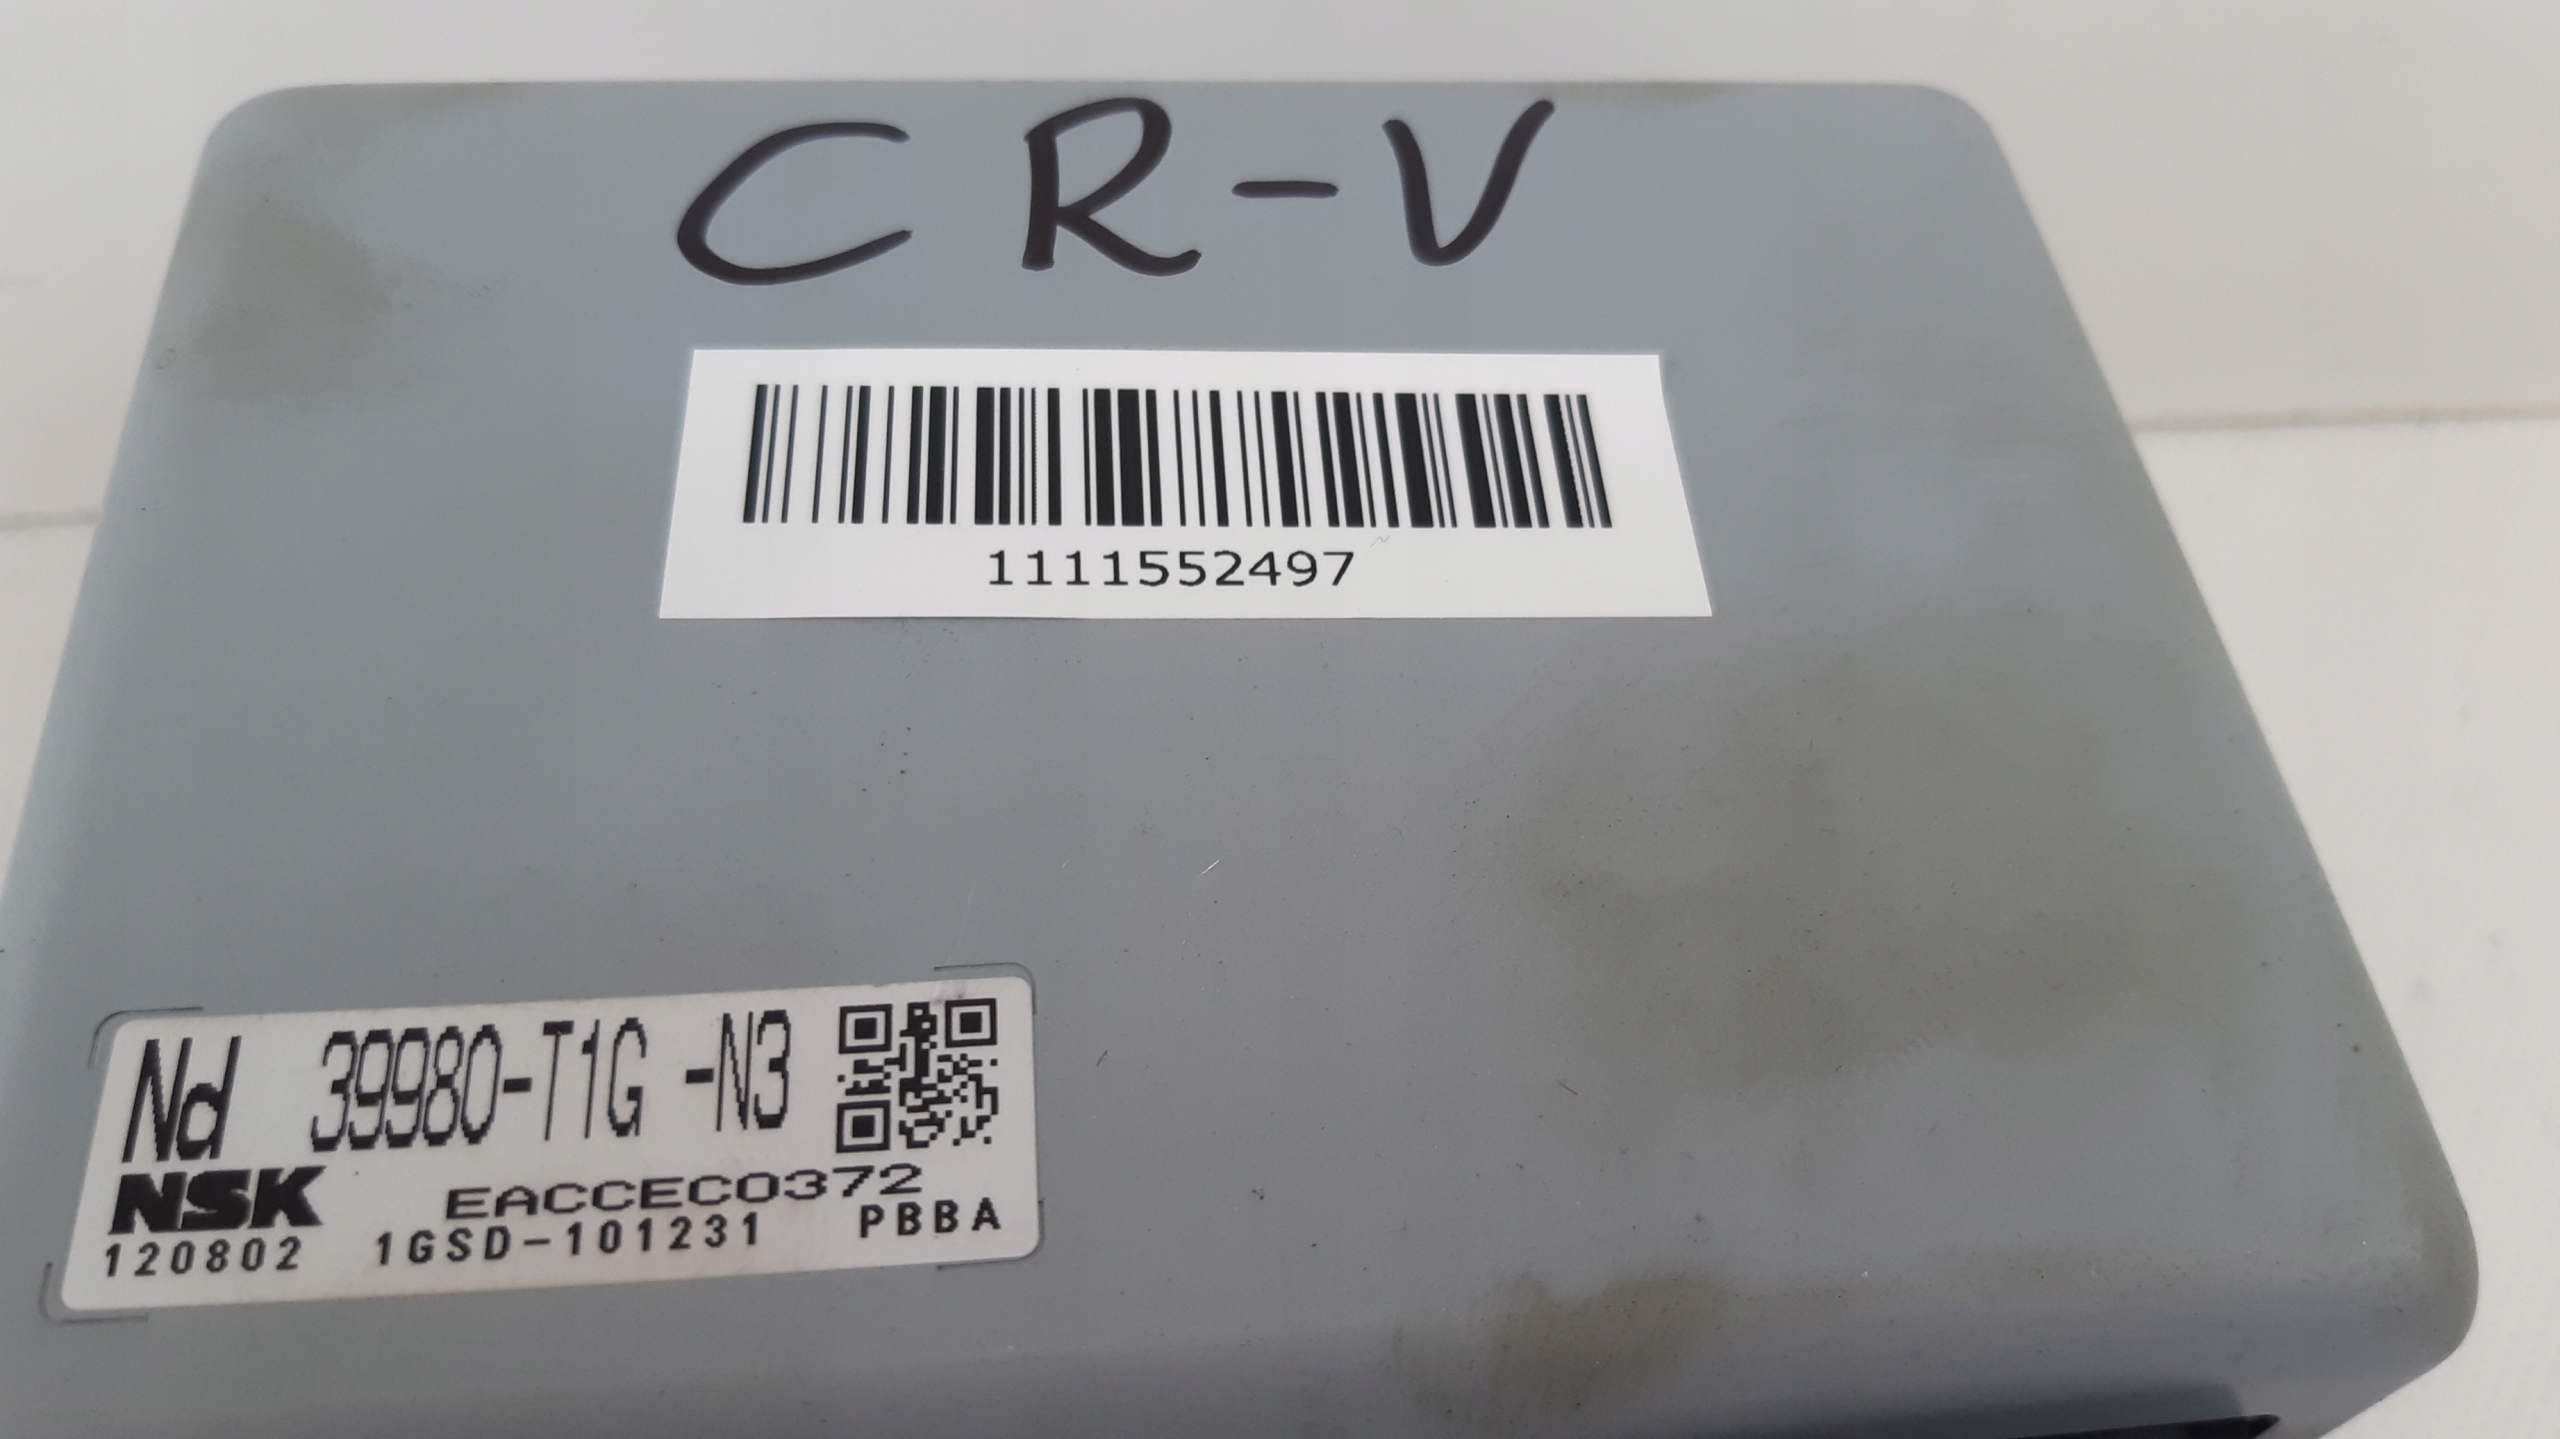 CR-V
1111552497
Nd 39980-T1G -N3
NSK EACCEC0372
120802 1GSD-101231 PBBA